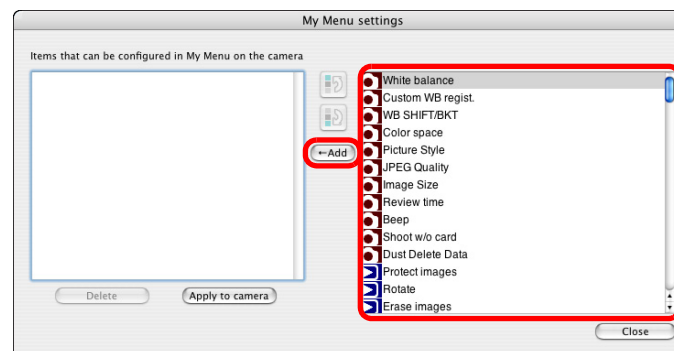 My Menu settings
Items that can be configured in My Menu on the camera
White balance
Custom WB regist.
WB SHIFT/BKT
Color space
←Add
Picture Style
JPEG Quality
Image Size
Review time
Beep
Shoot w/o card
Dust Delete Data
Protect images
Rotate
Erase images
Delete
Apply to camera
Close